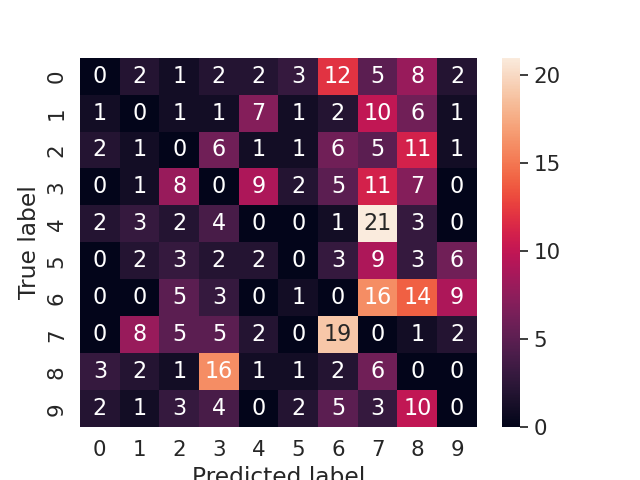 0 0 2 1 2 2 3 12 5 8 2
1 1 0 1 1 7 1 2 10 6 1
2 2 1 0 6 1 1 6 5 11 1
3 0 1 8 0 9 2 5 11 7 0
4 2 3 2 4 0 0 1 21 3 0
5 0 2 3 2 2 0 3 9 3 6
6 0 0 5 3 0 1 0 16 14 9
7 0 8 5 5 2 0 19 0 1 2
8 3 2 1 16 1 1 2 6 0 0
9 2 1 3 4 0 2 5 3 10 0
0 1 2 3 4 5 6 7 8 9
True label
Predicted label
20
15
10
5
0